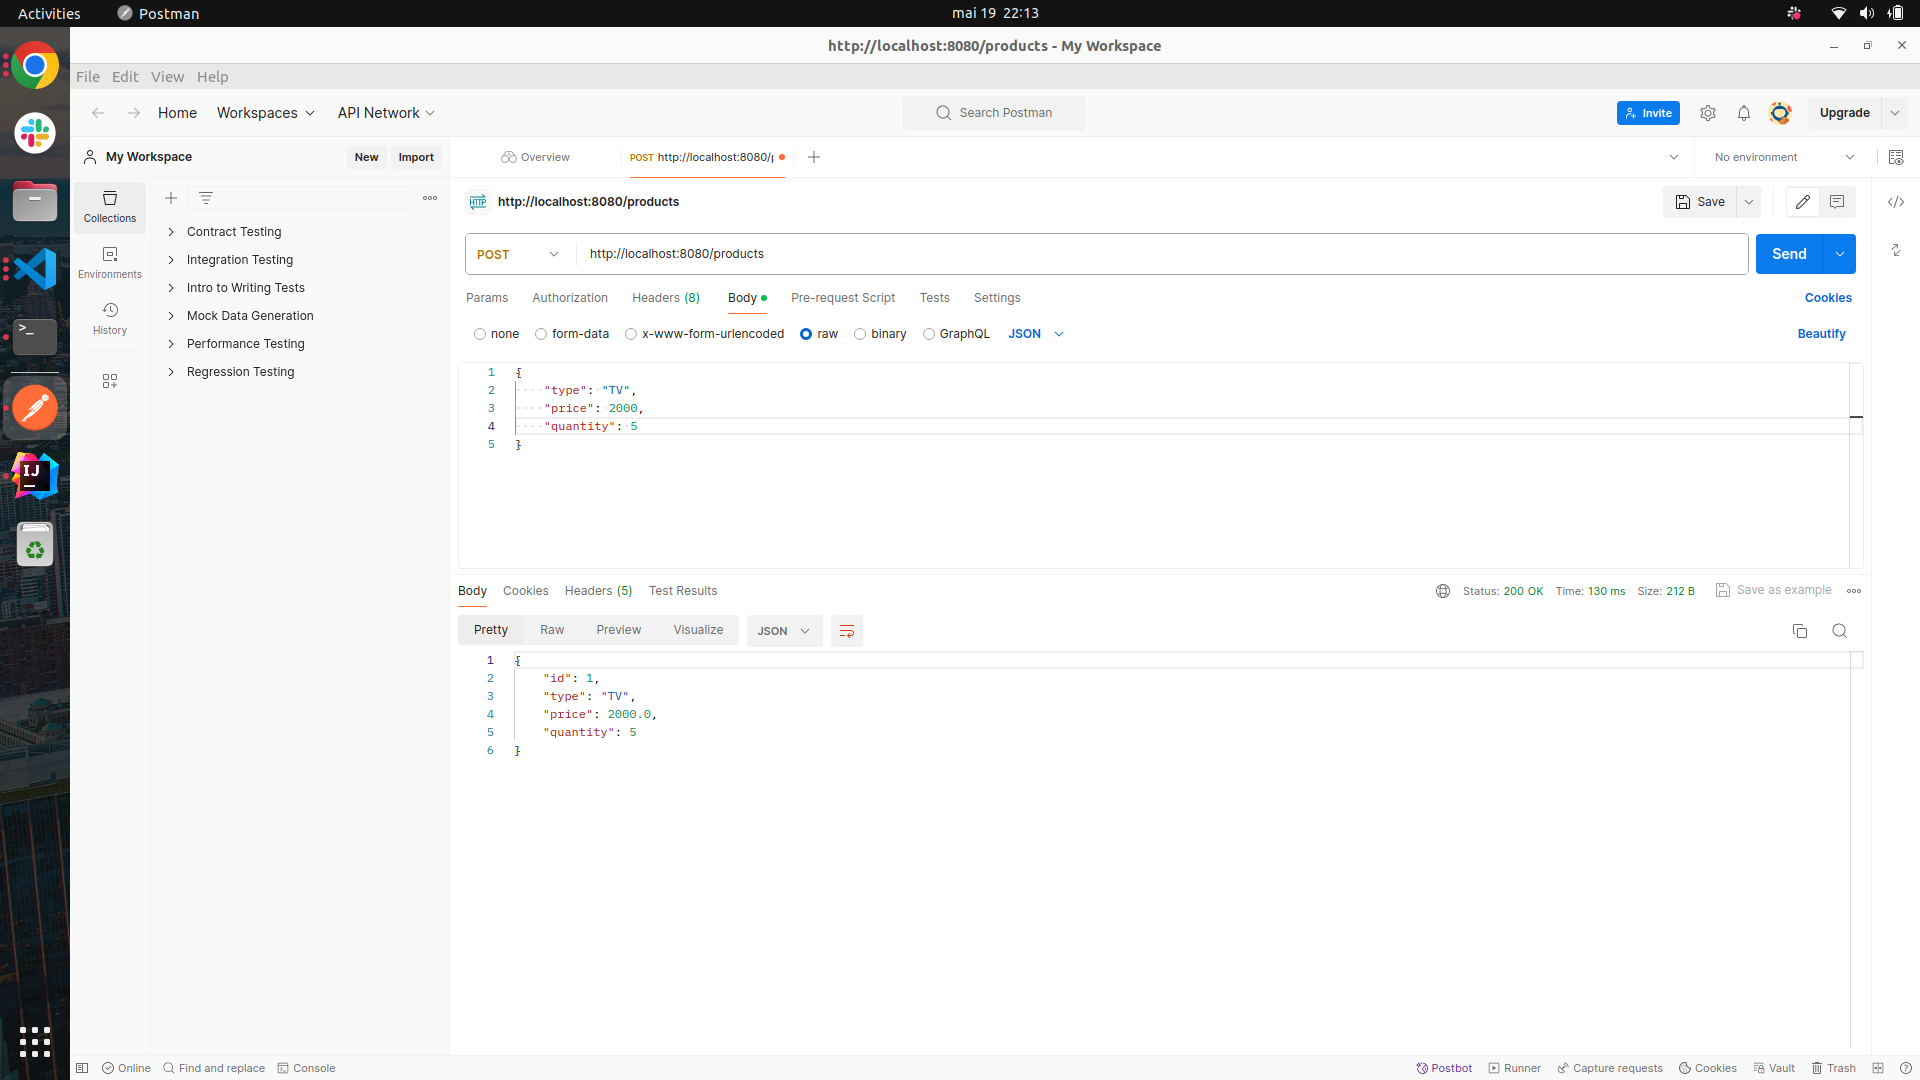 Activities Postman mai 19 22:13
http://localhost:8080/products - My Workspace
File Edit View Help
Home Workspaces API Network Search Postman Invite Upgrade
My Workspace New Import Overview POST http://localhost:8080/p No environment
Collections
Environments
History
Contract Testing
Integration Testing
Intro to Writing Tests
Mock Data Generation
Performance Testing
Regression Testing
HTTP http://localhost:8080/products Save
POST http://localhost:8080/products Send
Params Authorization Headers (8) Body Pre-request Script Tests Settings Cookies
none form-data x-www-form-urlencoded raw binary GraphQL JSON Beautify
1 {
2 "type": "TV",
3 "price": 2000,
4 "quantity": 5
5 }
Body Cookies Headers (5) Test Results Status: 200 OK Time: 130 ms Size: 212 B Save as example
Pretty Raw Preview Visualize JSON
1 {
2 "id": 1,
3 "type": "TV",
4 "price": 2000.0,
5 "quantity": 5
6 }
IJ
Online Find and replace Console Postbot Runner Capture requests Cookies Vault Trash